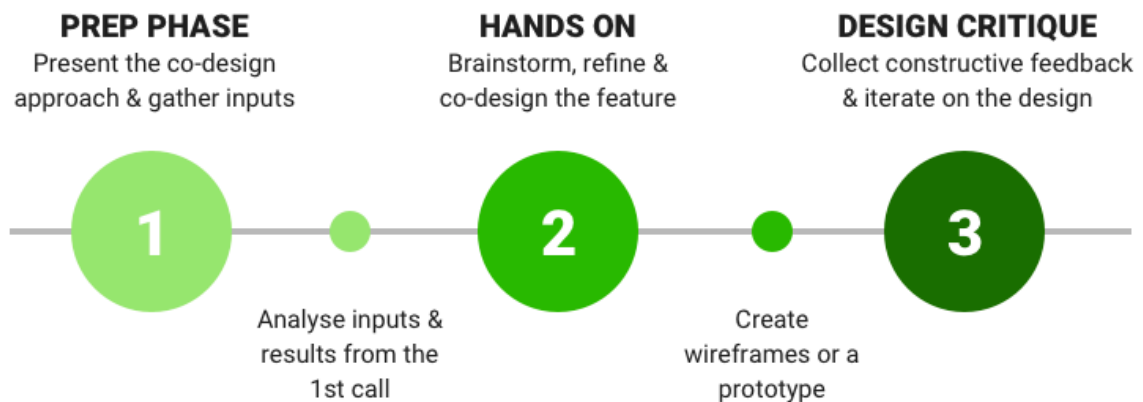 PREP PHASE
Present the co-design
approach & gather inputs
HANDS ON
Brainstorm, refine &
co-design the feature
DESIGN CRITIQUE
Collect constructive feedback
& iterate on the design
1
2
3
Analyse inputs &
results from the
1st call
Create
wireframes or a
prototype